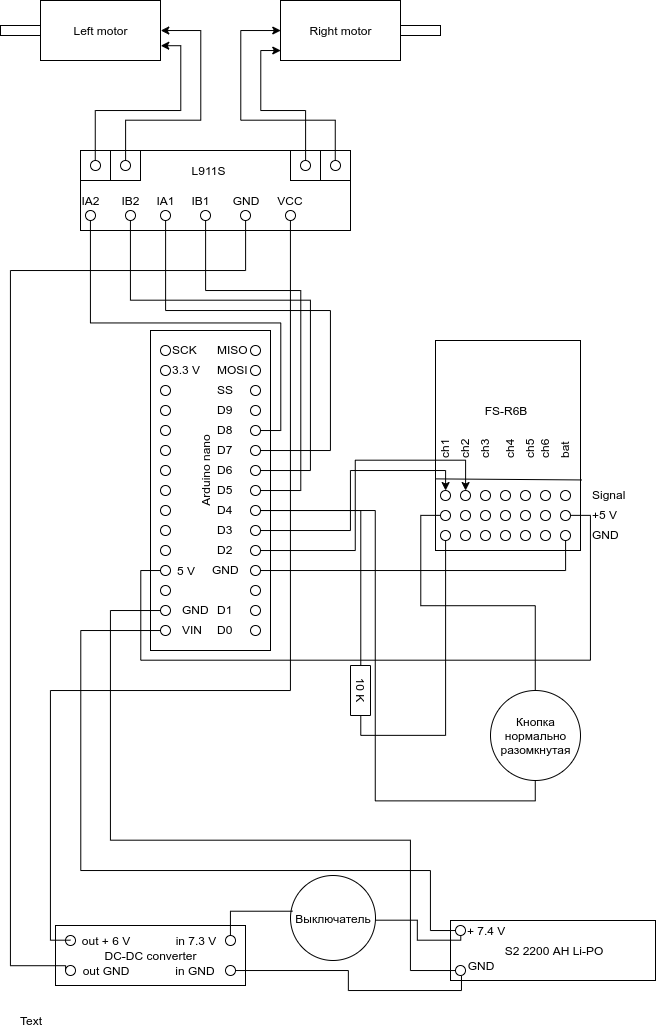 Left motor
Right motor
L911S
IA2 IB2 IA1 IB1 GND VCC
SCK MISO
3.3 V MOSI
SS
D9
D8
D7
D6
D5
D4
D3
D2
5 V GND
GND D1
VIN D0
Arduino nano
FS-R6B
ch1 ch2 ch3 ch4 ch5 ch6 bat
Signal
+5 V
GND
10 K
Кнопка
нормально
разомкнутая
Выключатель
out + 6 V in 7.3 V
DC-DC converter
out GND in GND
+ 7.4 V
S2 2200 AH Li-PO
GND
Text